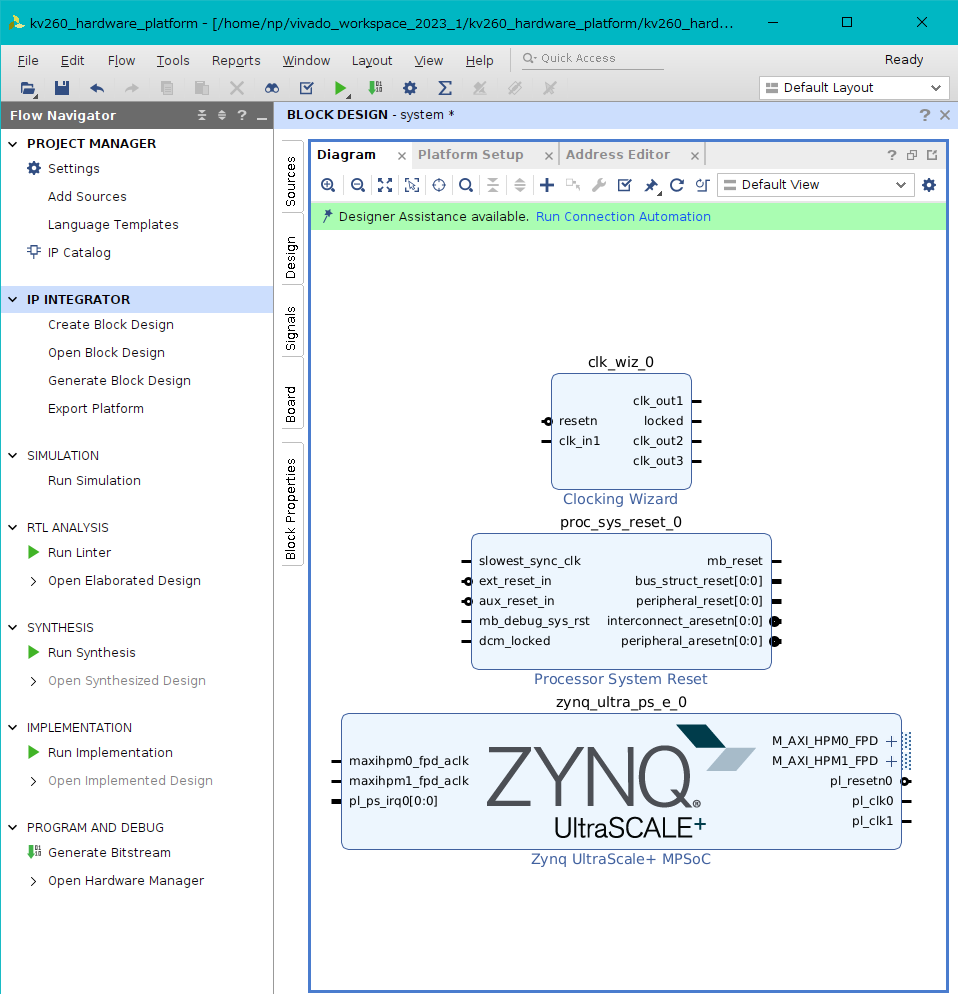 kv260_hardware_platform - [/home/np/vivado_workspace_2023_1/kv260_hardware_platform/kv260_hard...
File Edit Flow Tools Reports Window Layout View Help Quick Access Ready
Default Layout
Flow Navigator
PROJECT MANAGER
Settings
Add Sources
Language Templates
IP Catalog
IP INTEGRATOR
Create Block Design
Open Block Design
Generate Block Design
Export Platform
SIMULATION
Run Simulation
RTL ANALYSIS
Run Linter
Open Elaborated Design
SYNTHESIS
Run Synthesis
Open Synthesized Design
IMPLEMENTATION
Run Implementation
Open Implemented Design
PROGRAM AND DEBUG
Generate Bitstream
Open Hardware Manager
BLOCK DESIGN - system *
Sources
Design
Signals
Board
Block Properties
Diagram Platform Setup Address Editor
Default View
Designer Assistance available. Run Connection Automation
clk_wiz_0
resetn
clk_in1
clk_out1
locked
clk_out2
clk_out3
Clocking Wizard
proc_sys_reset_0
slowest_sync_clk
ext_reset_in
aux_reset_in
mb_debug_sys_rst
dcm_locked
mb_reset
bus_struct_reset[0:0]
peripheral_reset[0:0]
interconnect_aresetn[0:0]
peripheral_aresetn[0:0]
Processor System Reset
zynq_ultra_ps_e_0
maxihpm0_fpd_aclk
maxihpm1_fpd_aclk
pl_ps_irq0[0:0]
ZYNQ®
UltraSCALE+
M_AXI_HPM0_FPD
M_AXI_HPM1_FPD
pl_resetn0
pl_clk0
pl_clk1
Zynq UltraScale+ MPSoC